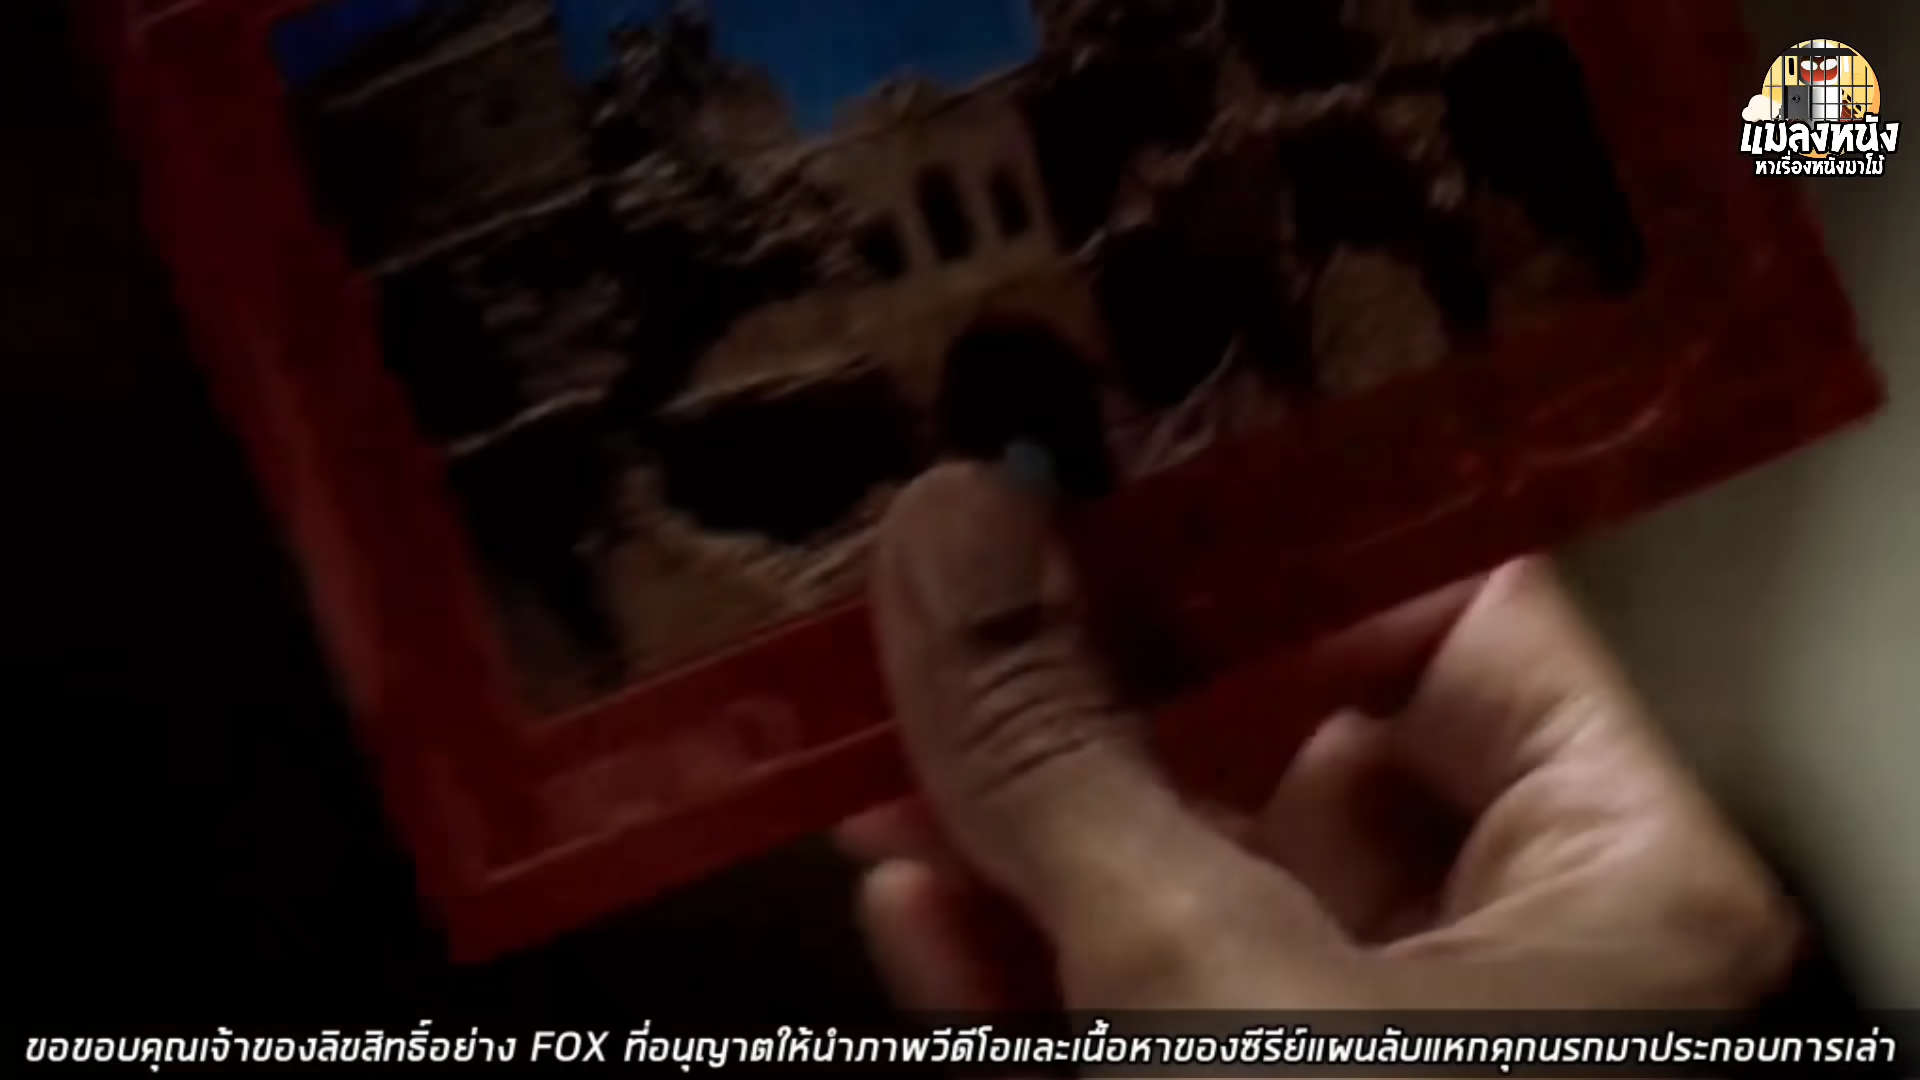 แมลงหนัง
หาเรื่องหนังมาโม้
ขอขอบคุณเจ้าของลิขสิทธิ์อย่าง FOX ที่อนุญาตให้นำภาพวีดีโอและเนื้อหาของซีรีย์แผนลับแหกคุกนรกมาประกอบการเล่า